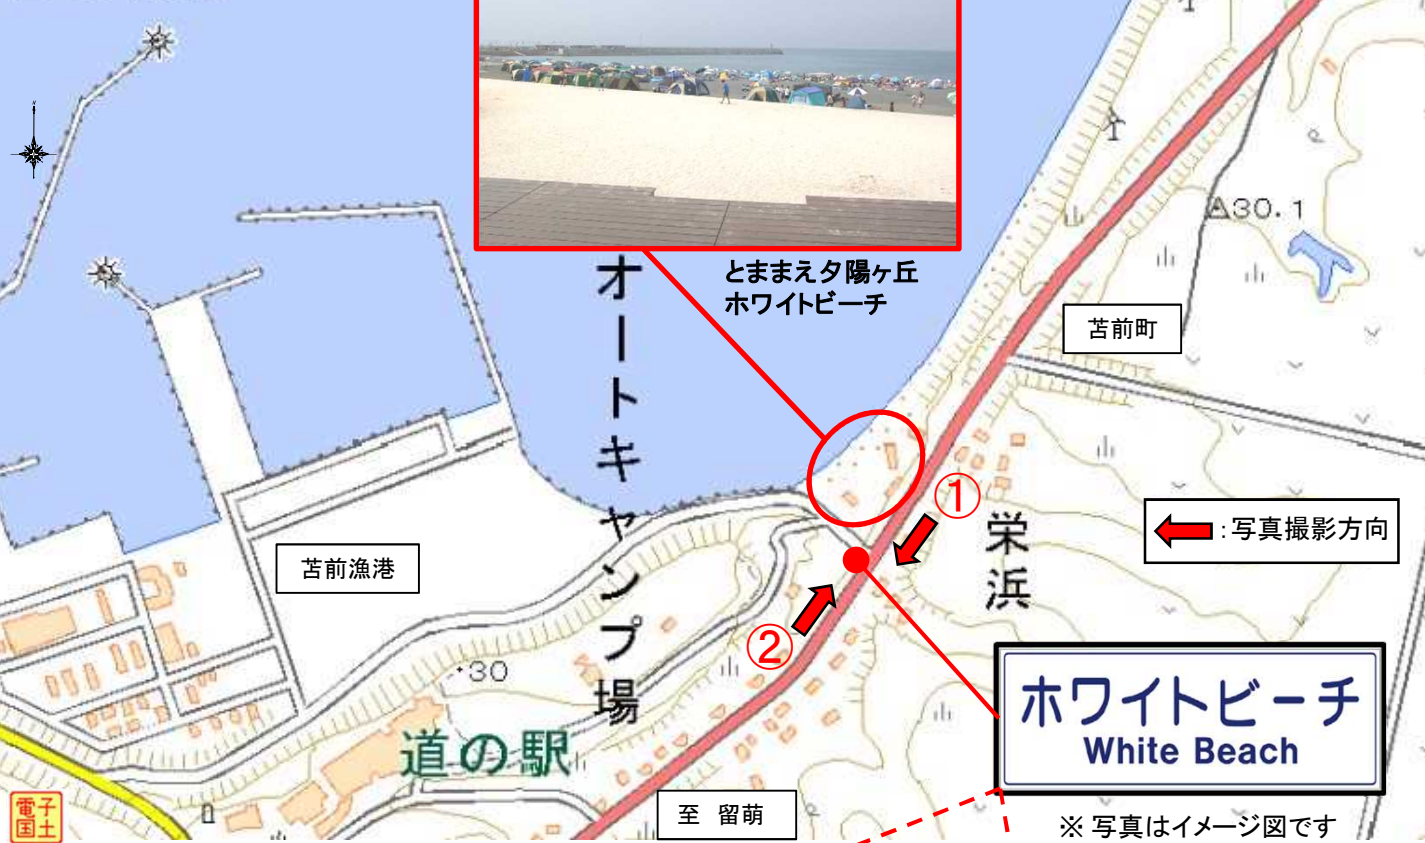 とままえ夕陽ヶ丘
ホワイトビーチ
オートキャンプ場
30.1
苫前町
①
栄浜
:写真撮影方向
苫前漁港
②
・30
道の駅
ホワイトビーチ
White Beach
至 留萌
※ 写真はイメージ図です
電子
国土